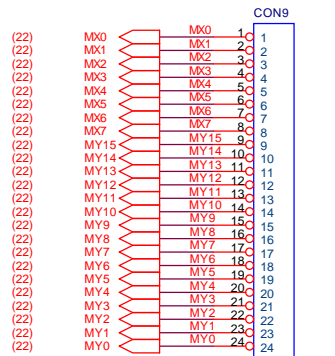 CON9
(22) MX0 MX0 1 1
(22) MX1 MX1 2 2
(22) MX2 MX2 3 3
(22) MX3 MX3 4 4
(22) MX4 MX4 5 5
(22) MX5 MX5 6 6
(22) MX6 MX6 7 7
(22) MX7 MX7 8 8
(22) MY15 MY15 9 9
(22) MY14 MY14 10 10
(22) MY13 MY13 11 11
(22) MY12 MY12 12 12
(22) MY11 MY11 13 13
(22) MY10 MY10 14 14
(22) MY9 MY9 15 15
(22) MY8 MY8 16 16
(22) MY7 MY7 17 17
(22) MY6 MY6 18 18
(22) MY5 MY5 19 19
(22) MY4 MY4 20 20
(22) MY3 MY3 21 21
(22) MY2 MY2 22 22
(22) MY1 MY1 23 23
(22) MY0 MY0 24 24